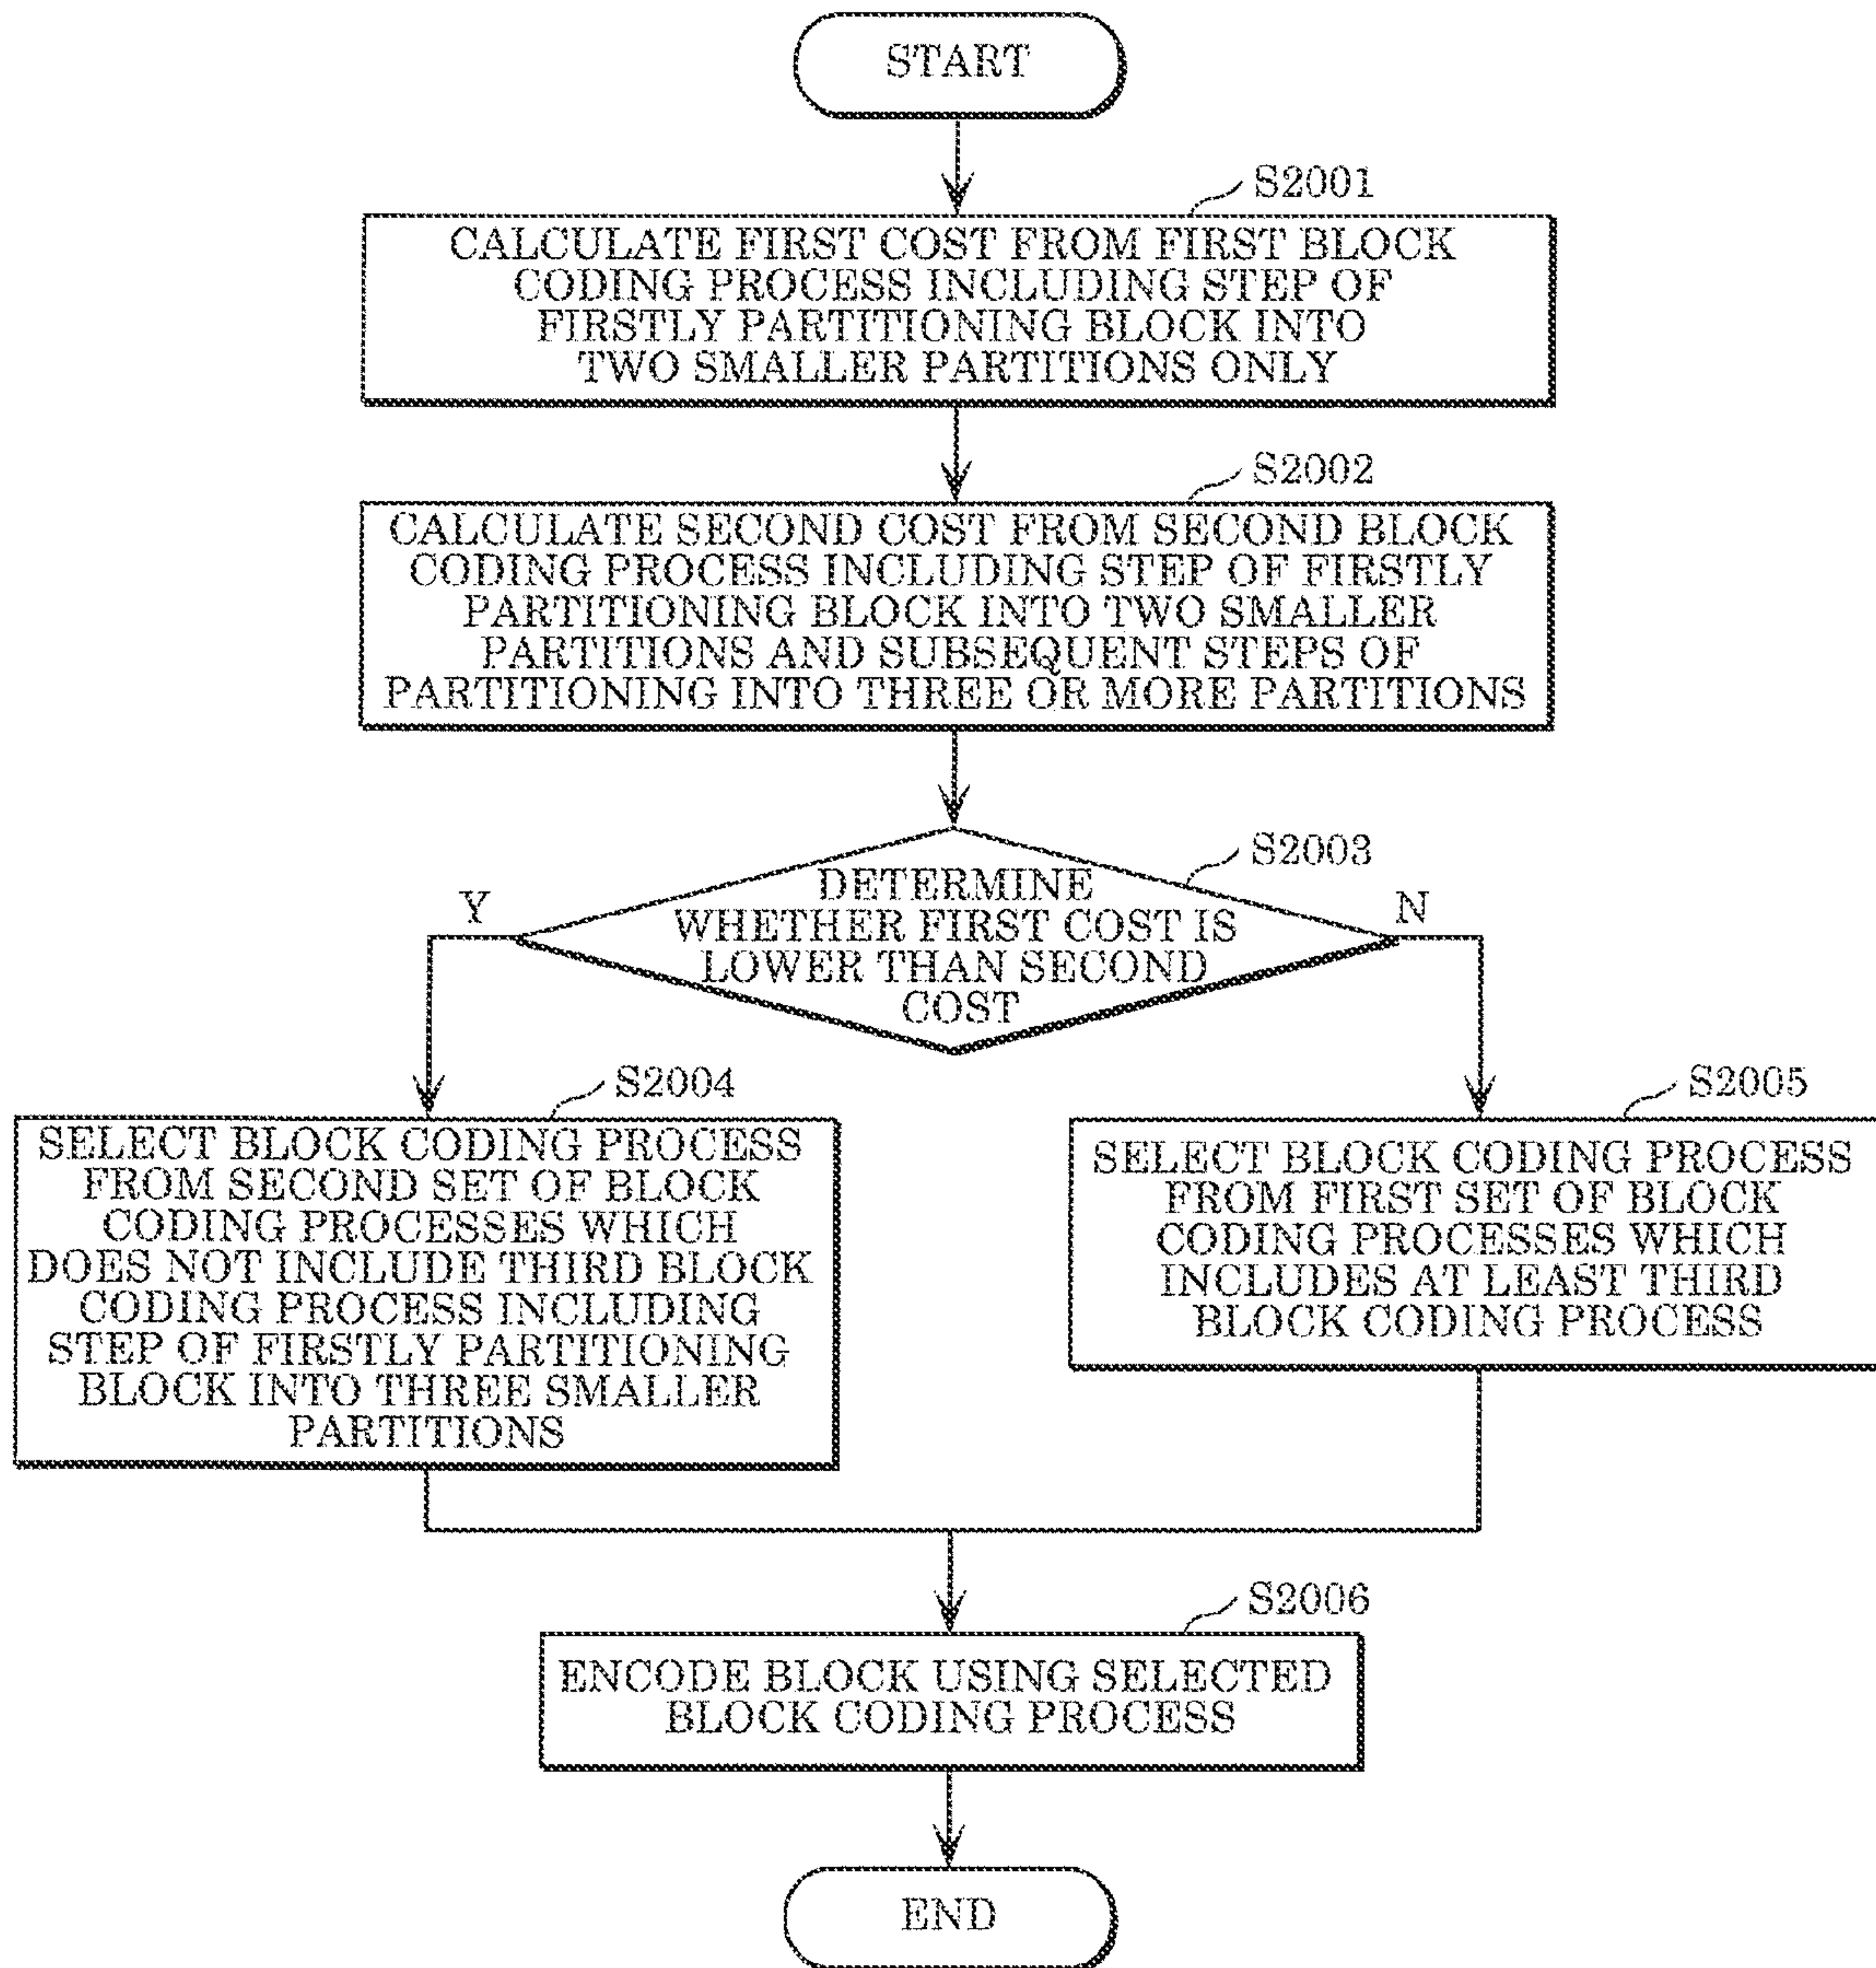 START
S2001
CALCULATE FIRST COST FROM FIRST BLOCK
CODING PROCESS INCLUDING STEP OF
FIRSTLY PARTITIONING BLOCK INTO
TWO SMALLER PARTITIONS ONLY
S2002
CALCULATE SECOND COST FROM SECOND BLOCK
CODING PROCESS INCLUDING STEP OF FIRSTLY
PARTITIONING BLOCK INTO TWO SMALLER
PARTITIONS AND SUBSEQUENT STEPS OF
PARTITIONING INTO THREE OR MORE PARTITIONS
S2003
DETERMINE
WHETHER FIRST COST IS
LOWER THAN SECOND
COST
Y
N
S2004
SELECT BLOCK CODING PROCESS
FROM SECOND SET OF BLOCK
CODING PROCESSES WHICH
DOES NOT INCLUDE THIRD BLOCK
CODING PROCESS INCLUDING
STEP OF FIRSTLY PARTITIONING
BLOCK INTO THREE SMALLER
PARTITIONS
S2005
SELECT BLOCK CODING PROCESS
FROM FIRST SET OF BLOCK
CODING PROCESSES WHICH
INCLUDES AT LEAST THIRD
BLOCK CODING PROCESS
S2006
ENCODE BLOCK USING SELECTED
BLOCK CODING PROCESS
END